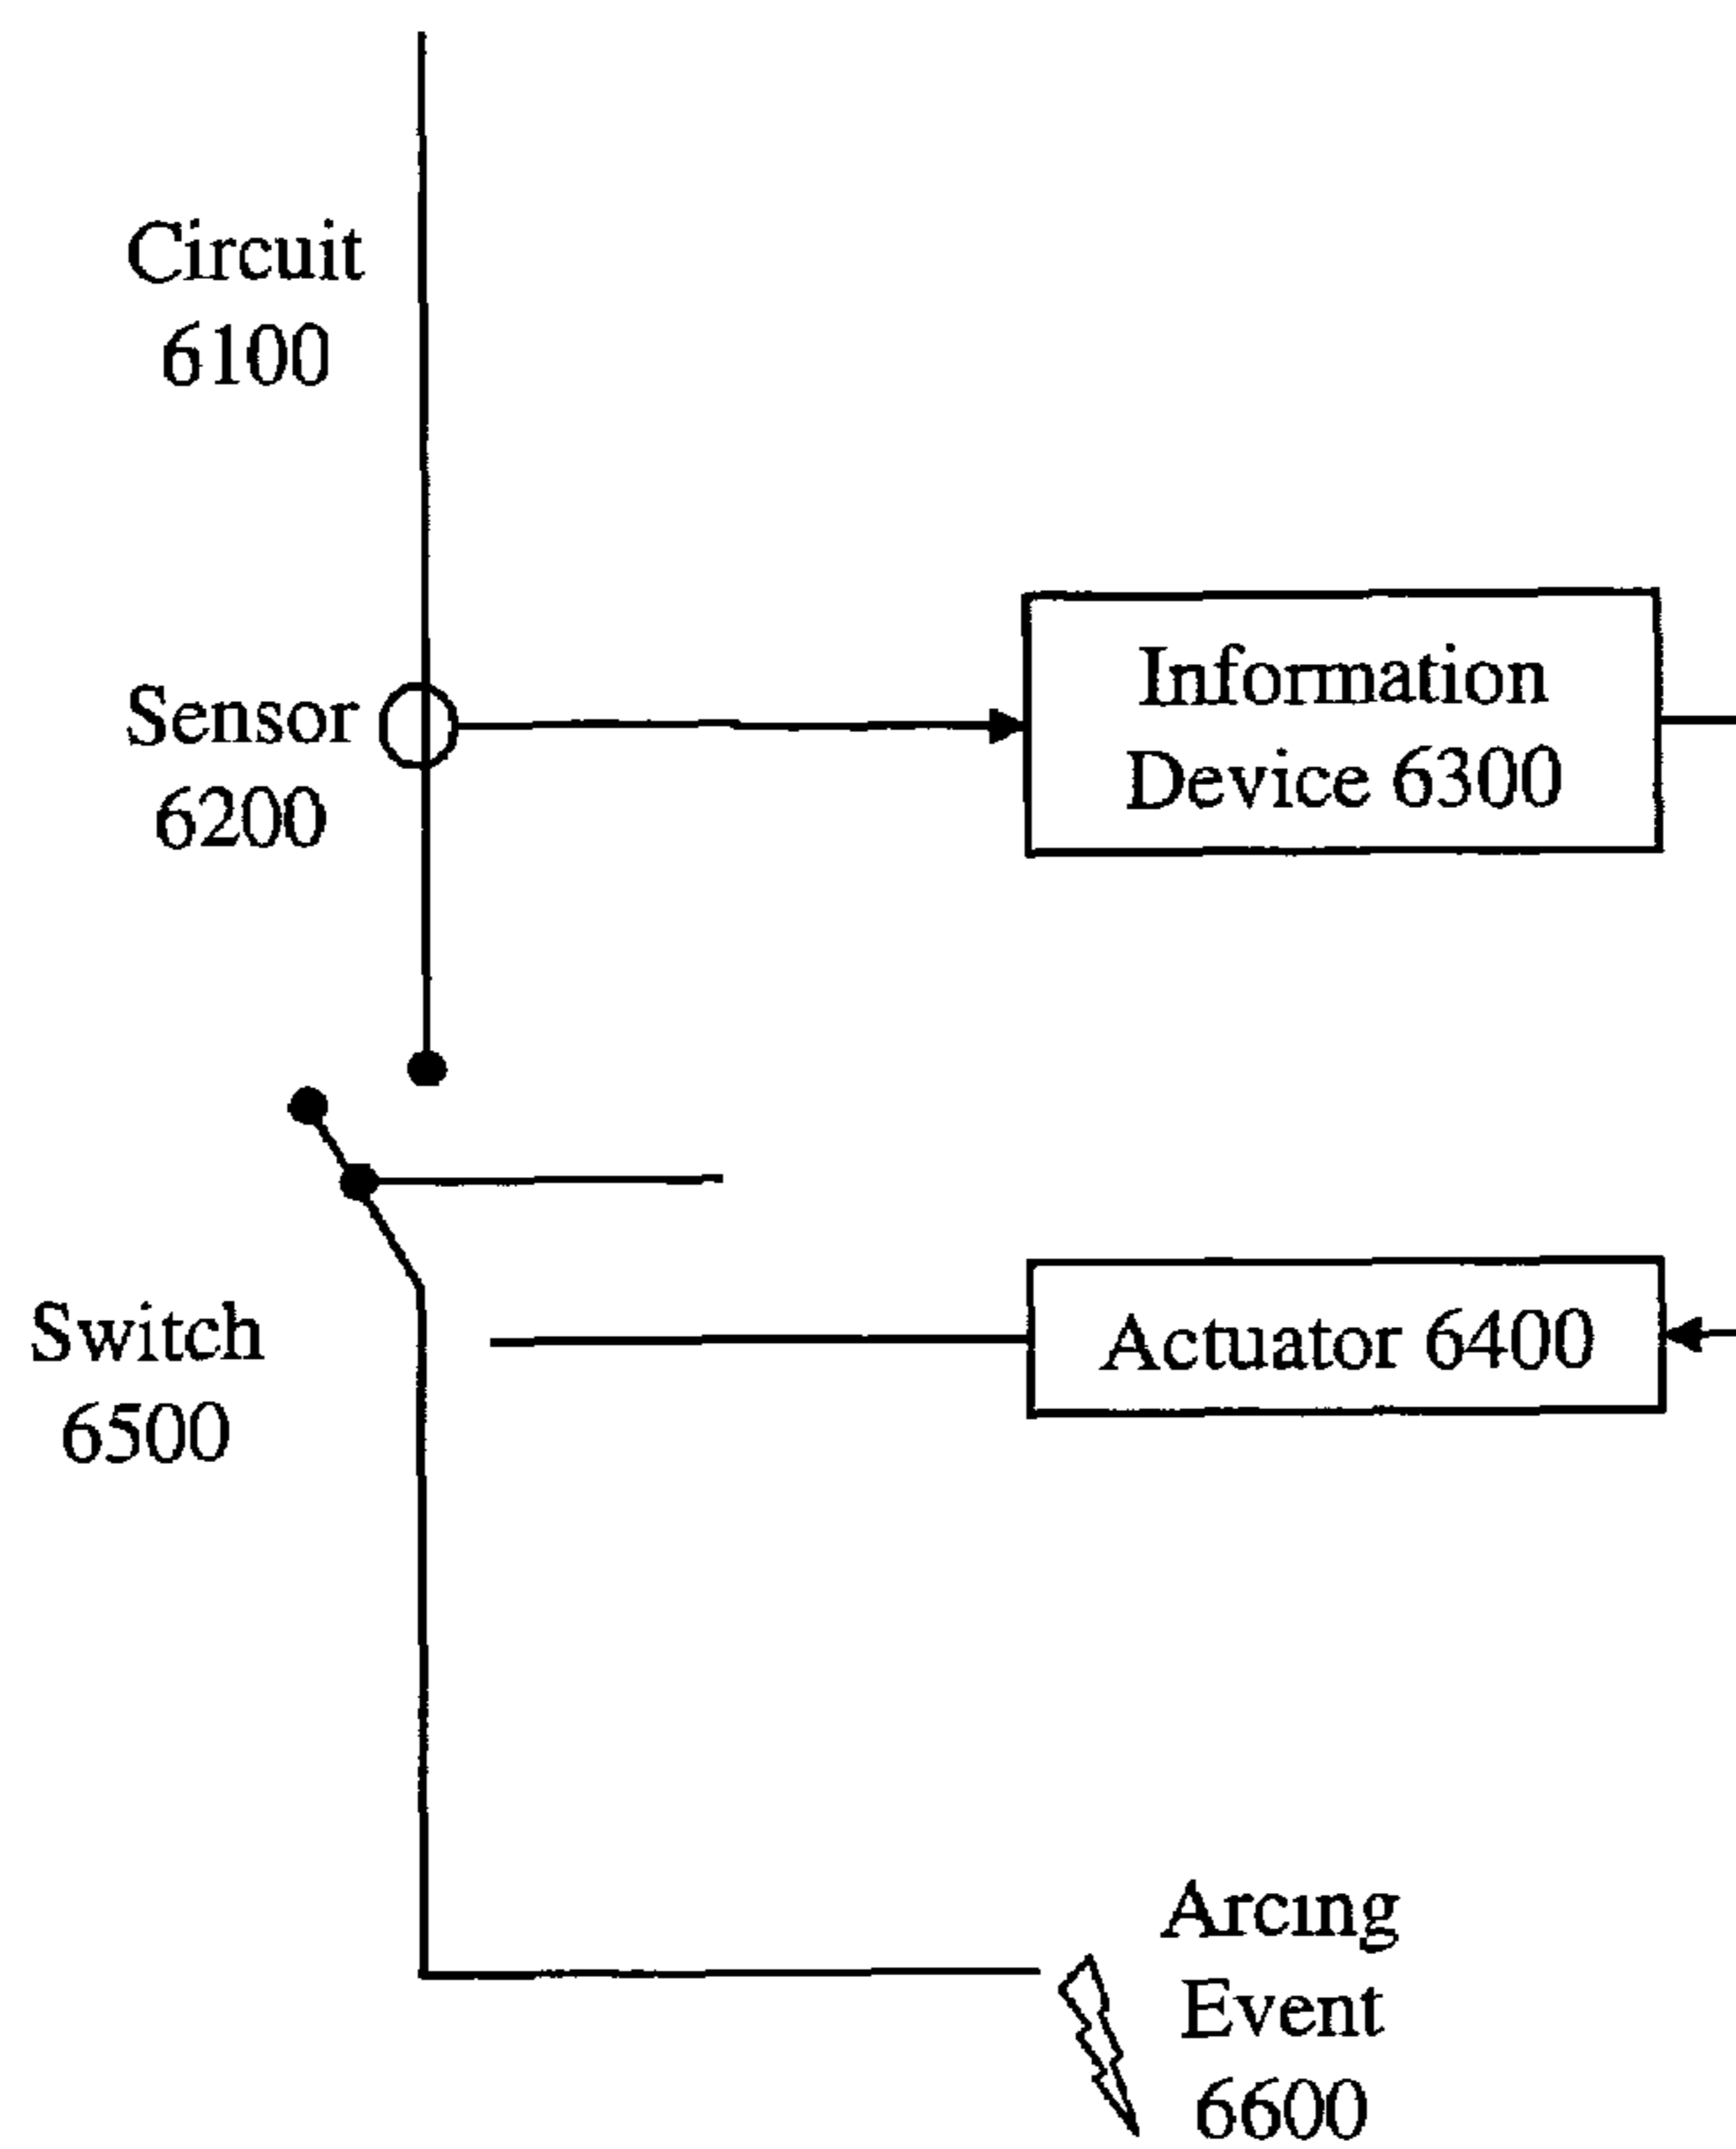 Circuit
6100
Sensor
6200
Information
Device 6300
Switch
6500
Actuator 6400
Arcing
Event
6600